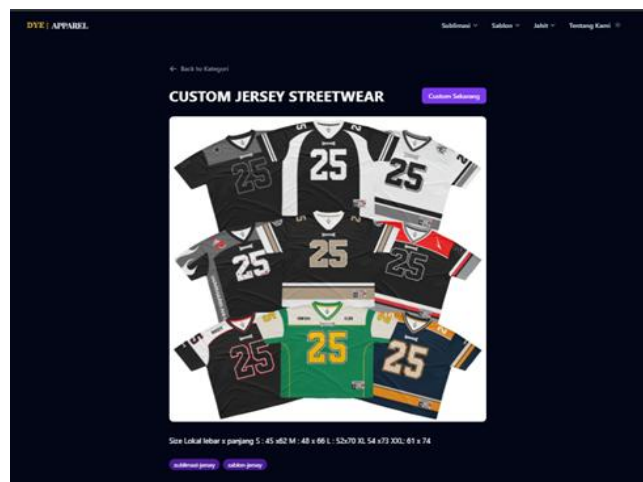 DYE | APPAREL
Sublimasi Sablon Jahit Tentang Kami
← Back to Kategori
CUSTOM JERSEY STREETWEAR
Custom Sekarang
25
25
25
25
25
25
25
25
25
Size Lokal lebar x panjang S : 45 x62 M : 48 x 66 L : 52x70 XL 54 x73 XXL: 61 x 74
sublimasi-jersey sablon-jersey